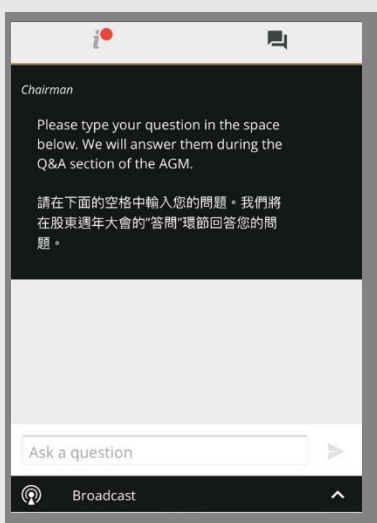 i
Chairman
Please type your question in the space
below. We will answer them during the
Q&A section of the AGM.
請在下面的空格中輸入您的問題。我們將
在股東週年大會的"答問"環節回答您的問
題。
Ask a question
Broadcast